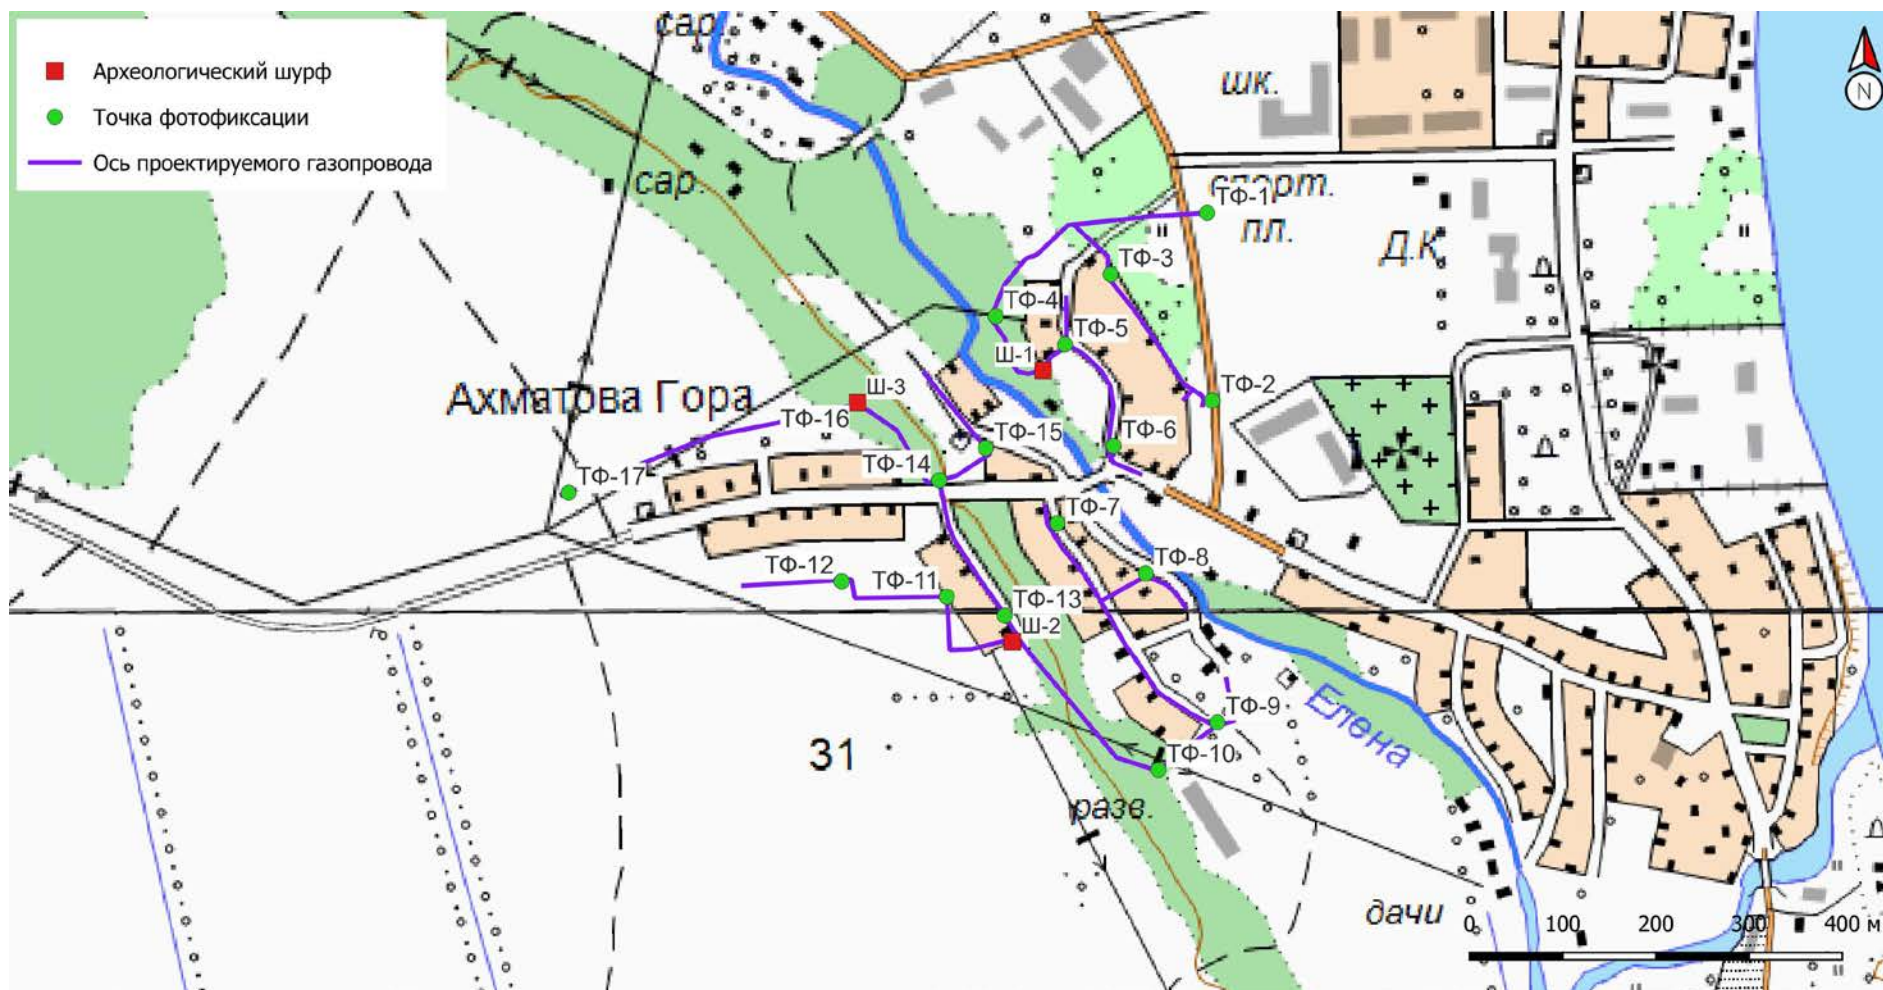 сар.
Археологический шурф
Точка фотофиксации
Ось проектируемого газопровода
N
шк.
сар.
спорт.
пл.
ТФ-1
Д.К
ТФ-3
ТФ-4
ТФ-5
Ш-1
Ш-3
Ахматова Гора
ТФ-2
ТФ-16
ТФ-15
ТФ-6
ТФ-14
ТФ-17
ТФ-7
ТФ-8
ТФ-12
ТФ-11
ТФ-13
Ш-2
ТФ-9
Елена
31
ТФ-10
разв.
дачи
0 100 200 300 400 м